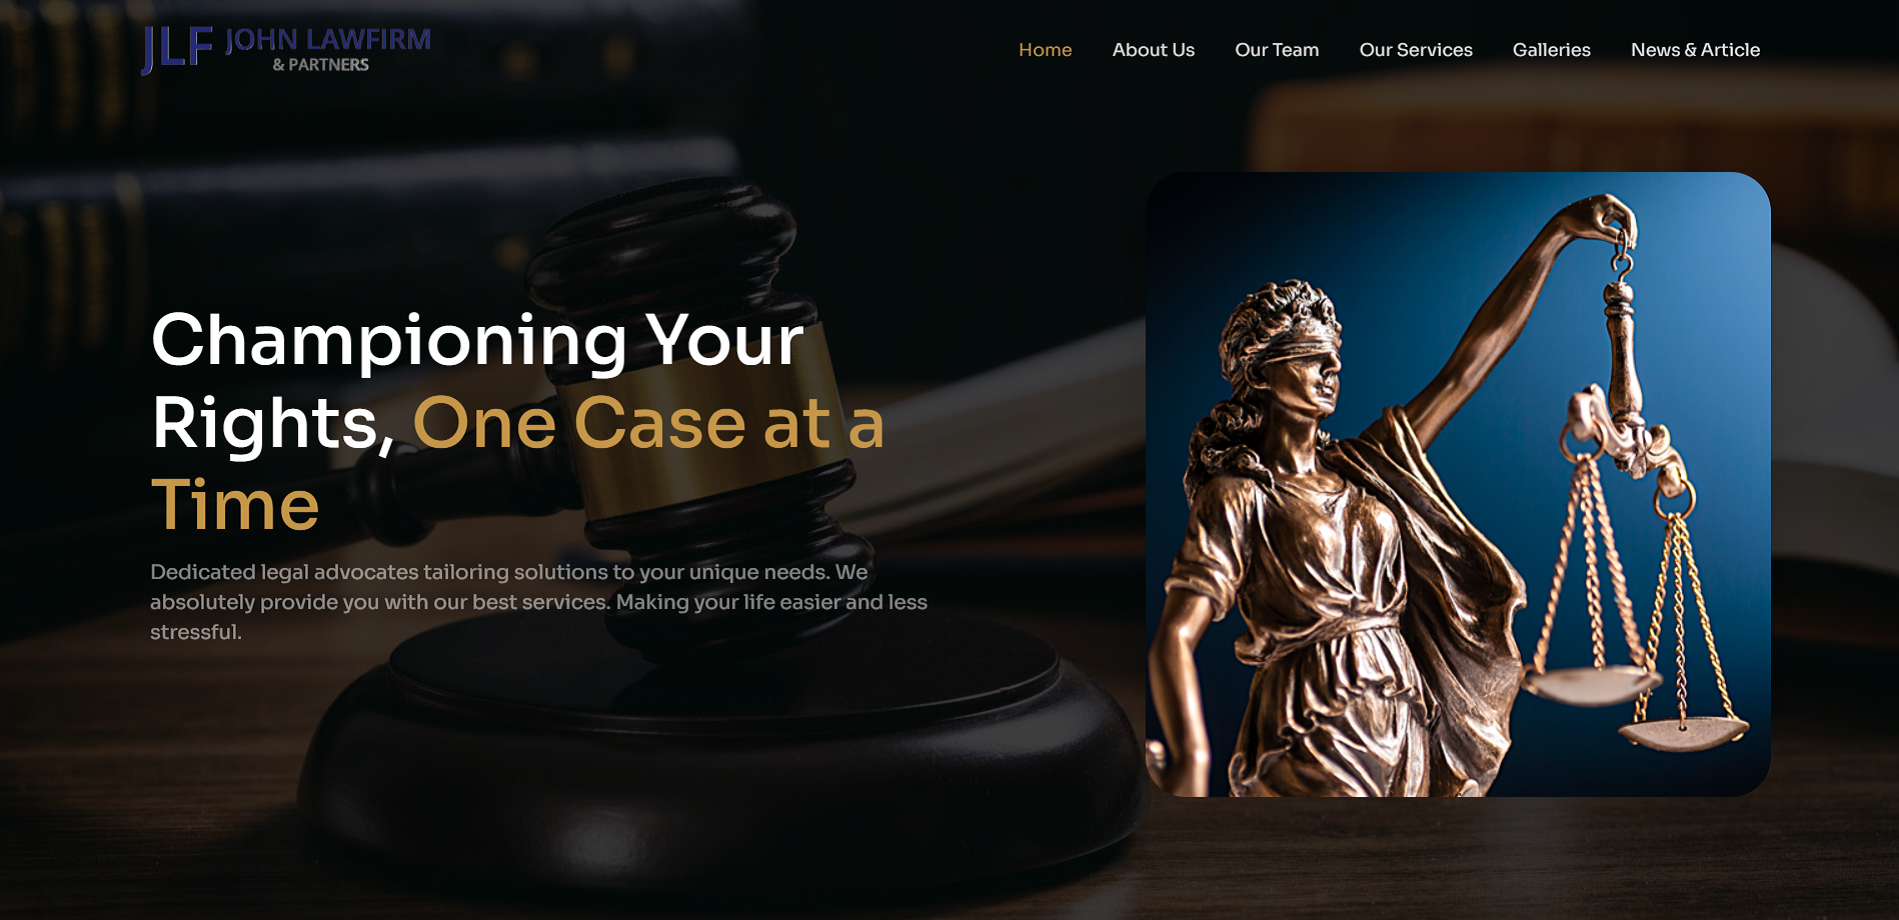 JLF JOHN LAWFIRM
& PARTNERS
Home About Us Our Team Our Services Galleries News & Article
Championing Your
Rights, One Case at a
Time
Dedicated legal advocates tailoring solutions to your unique needs. We
absolutely provide you with our best services. Making your life easier and less
stressful.